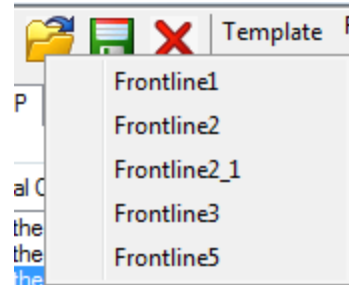 Template
Frontline1
P
Frontline2
Frontline2_1
al
Frontline3
the
the
Frontline5
the